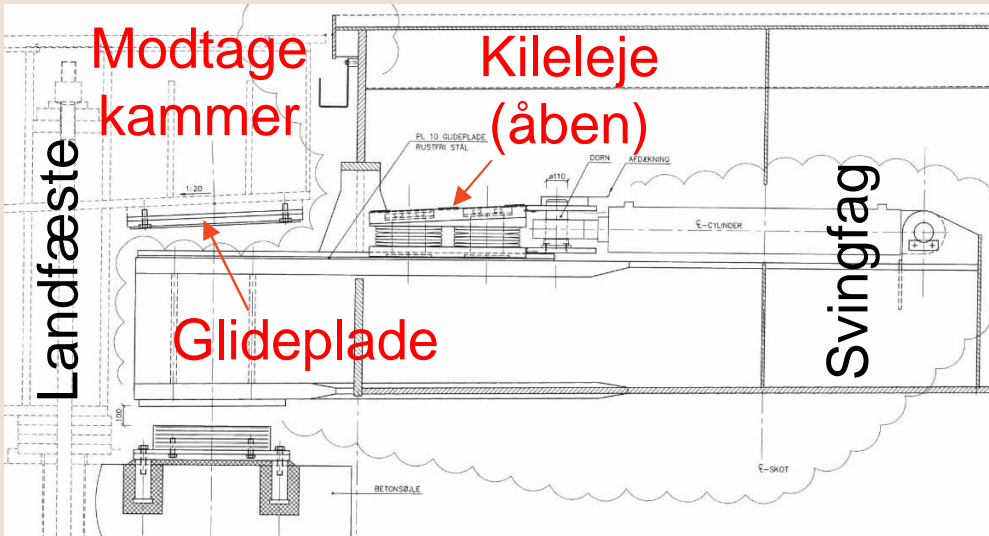 Modtage
kammer
Kileleje
(åben)
PL 10 GLIDEPLADE
RUSTFRI STÅL
DORN
AFDÆKNING
ø110
1:20
℄-CYLINDER
Landfæste
Svingfag
Glideplade
100
℄-SKOT
BETONSØJLE